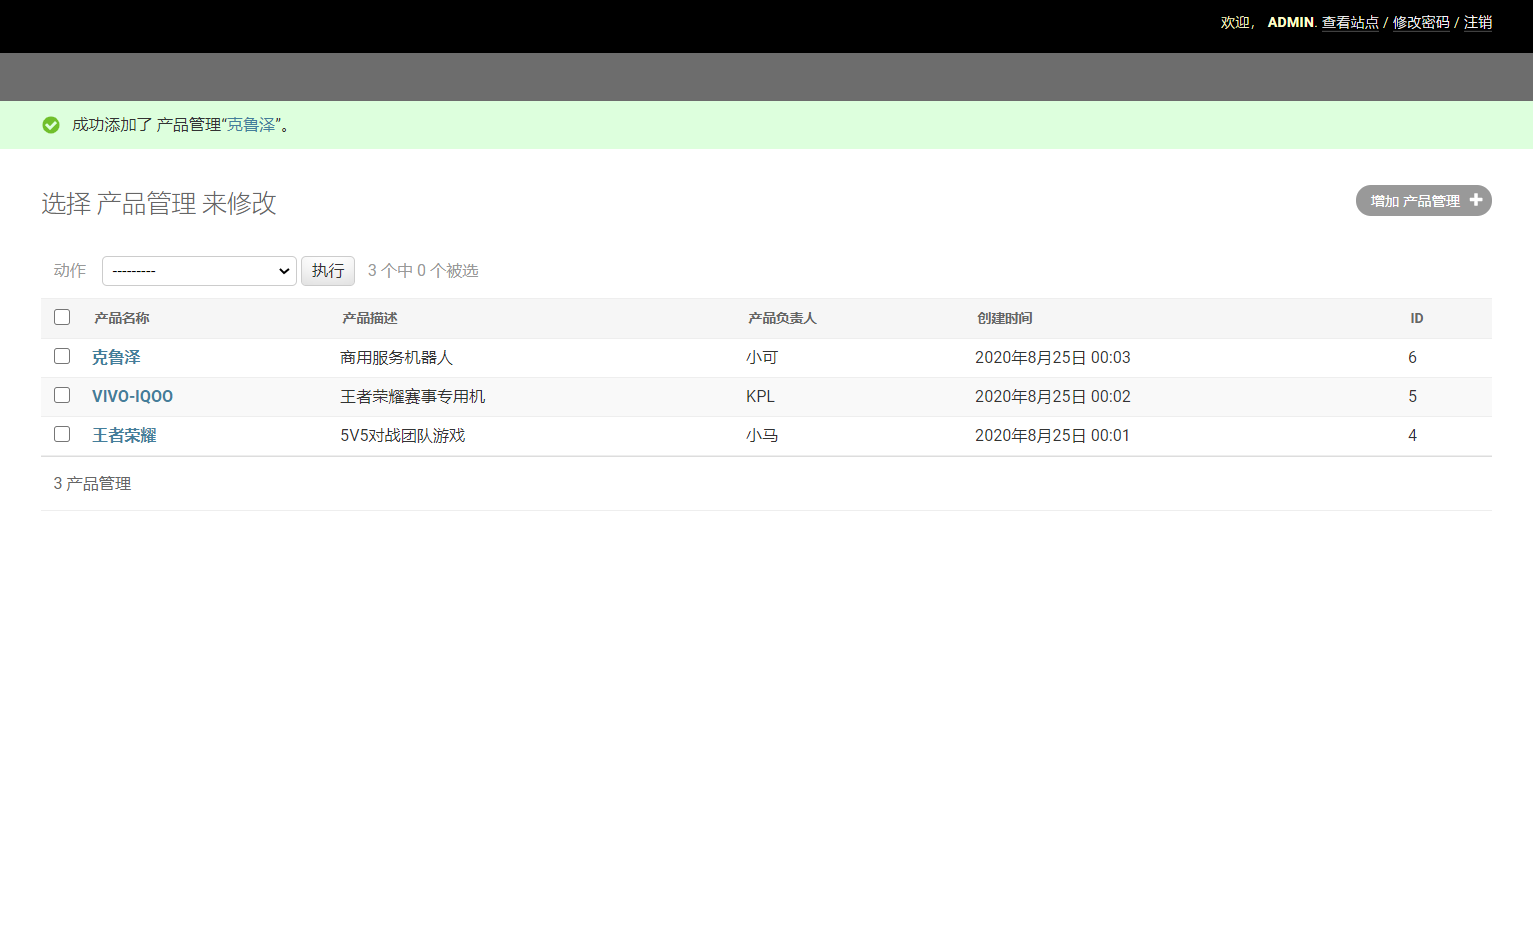 欢迎， ADMIN. 查看站点 / 修改密码 / 注销
成功添加了 产品管理“克鲁泽”。
选择 产品管理 来修改
增加 产品管理
动作 --------- 执行 3 个中 0 个被选
产品名称 产品描述 产品负责人 创建时间 ID
克鲁泽 商用服务机器人 小可 2020年8月25日 00:03 6
VIVO-IQOO 王者荣耀赛事专用机 KPL 2020年8月25日 00:02 5
王者荣耀 5V5对战团队游戏 小马 2020年8月25日 00:01 4
3 产品管理